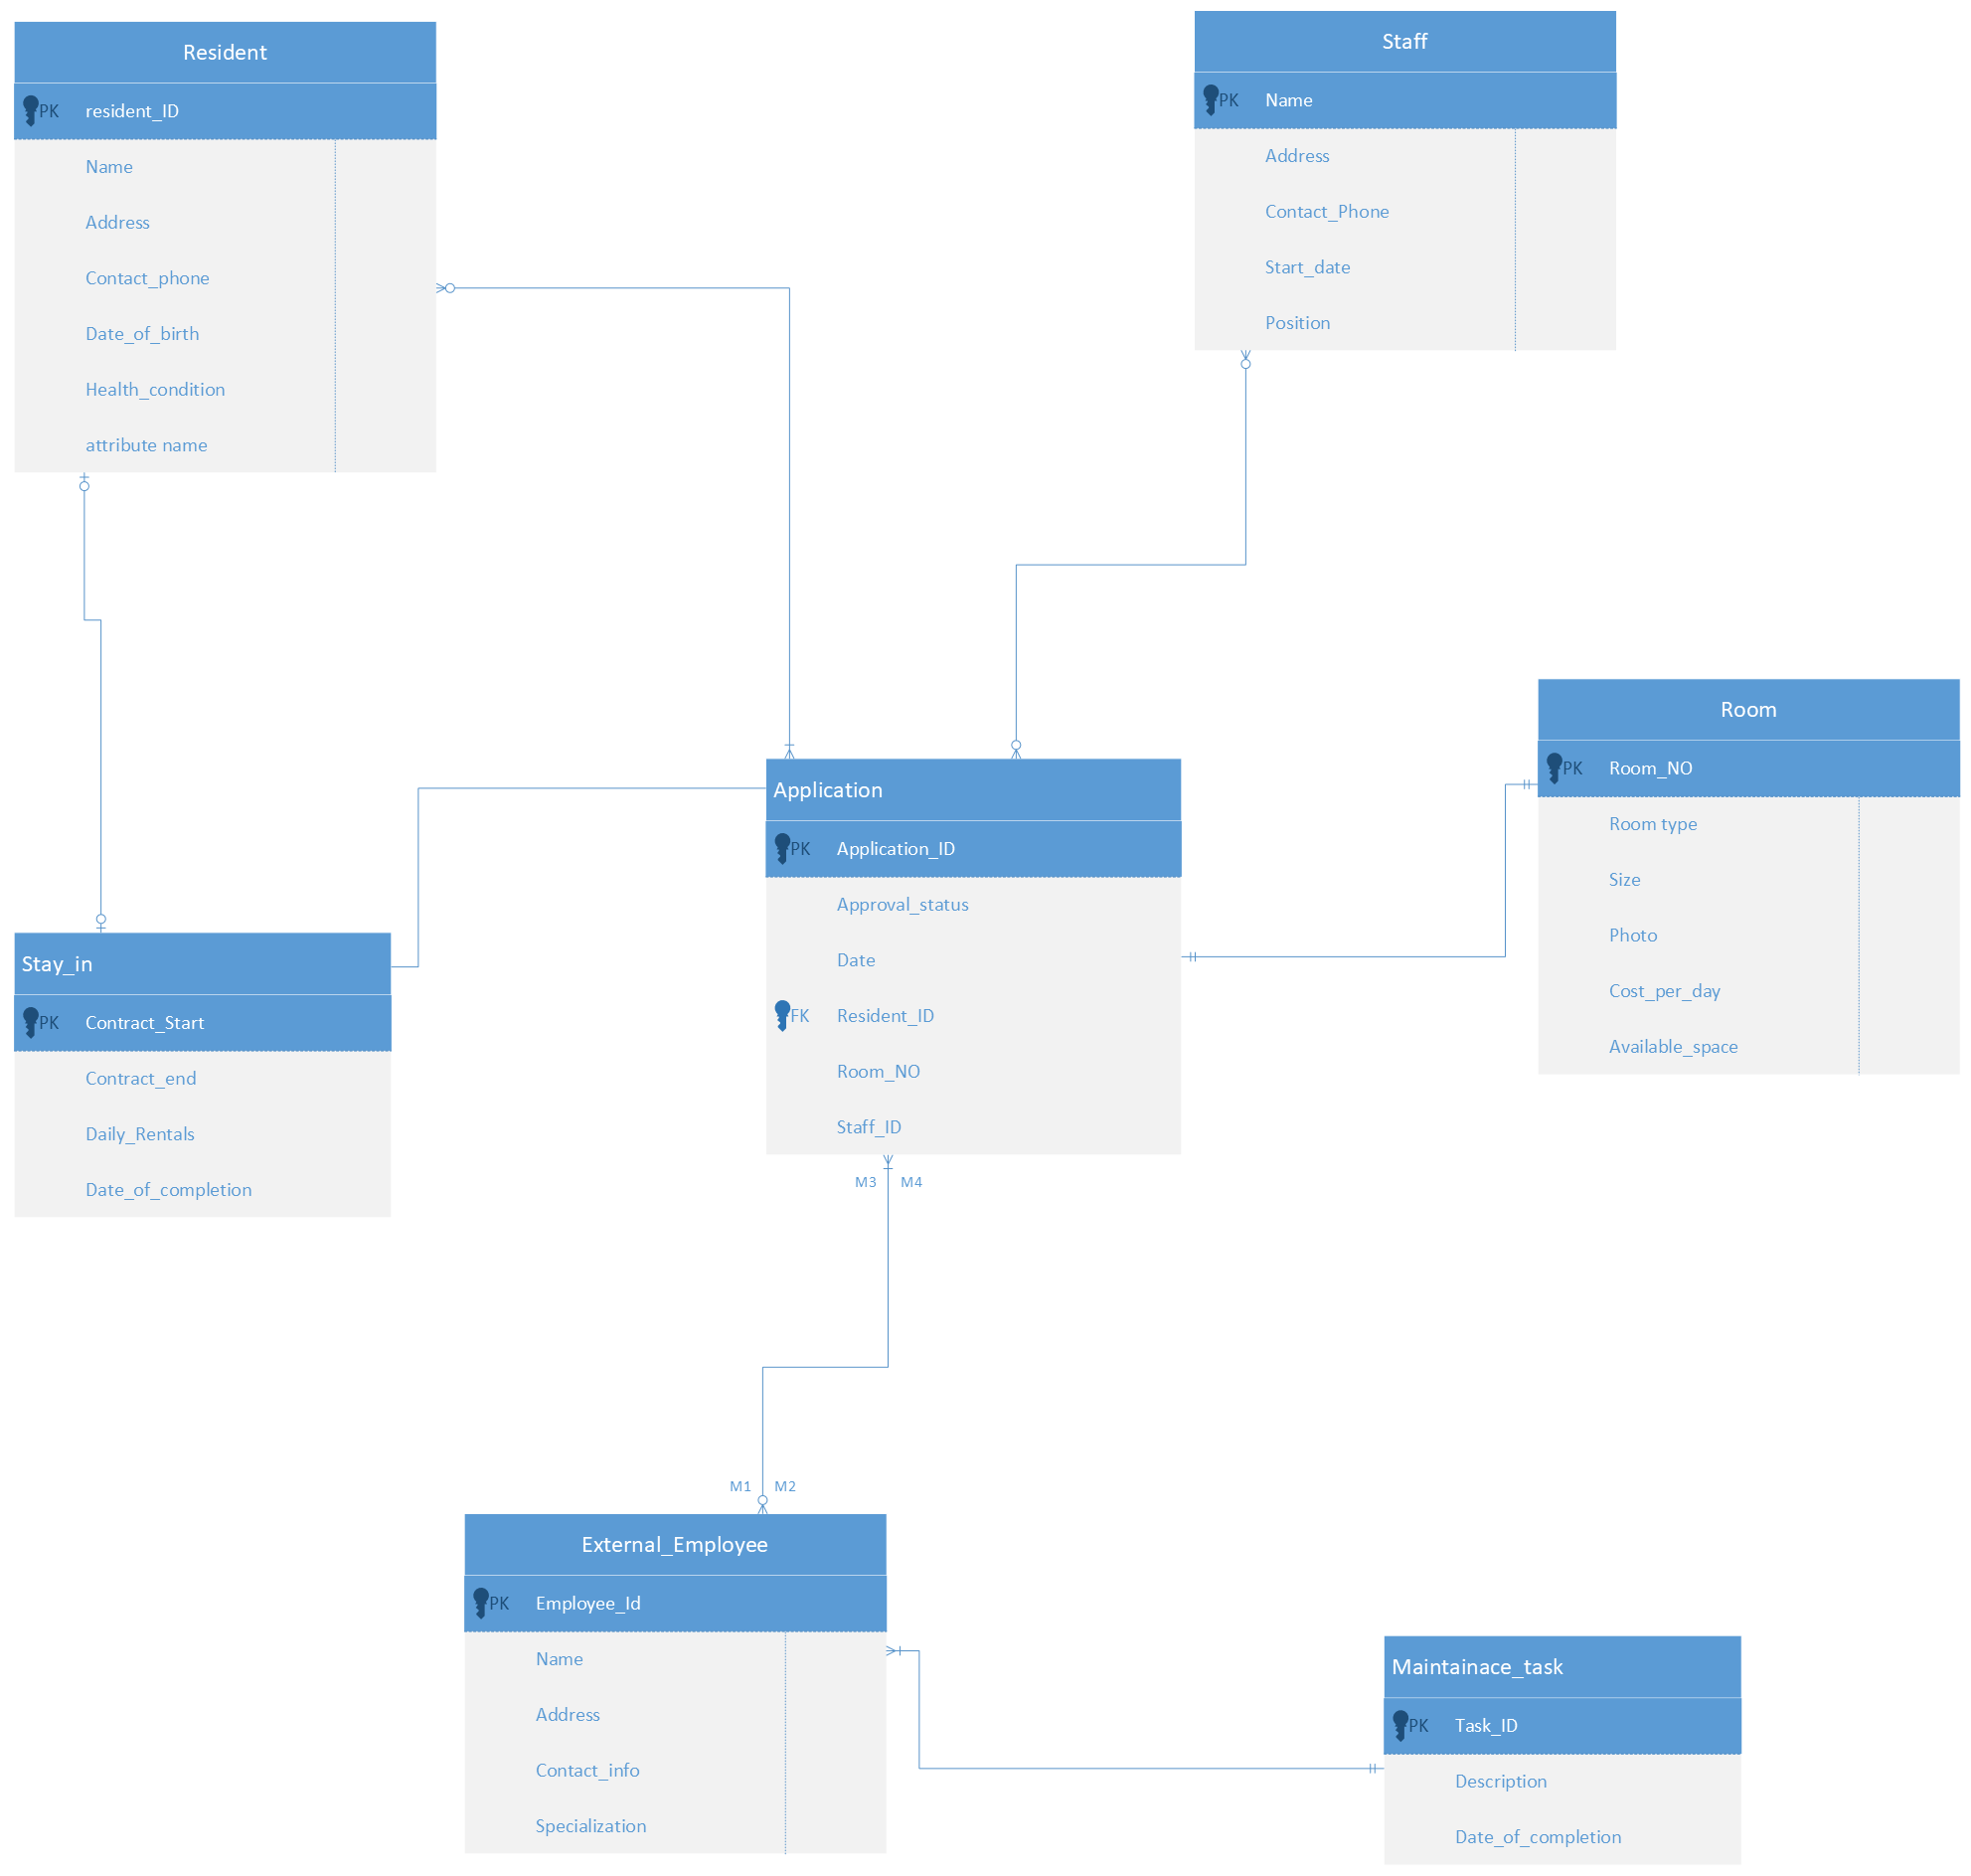 Resident
PK resident_ID
Name
Address
Contact_phone
Date_of_birth
Health_condition
attribute name
Staff
PK Name
Address
Contact_Phone
Start_date
Position
Room
PK Room_NO
Room type
Size
Photo
Cost_per_day
Available_space
Application
PK Application_ID
Approval_status
Date
FK Resident_ID
Room_NO
Staff_ID
M3 M4
Stay_in
PK Contract_Start
Contract_end
Daily_Rentals
Date_of_completion
M1 M2
External_Employee
PK Employee_Id
Name
Address
Contact_info
Specialization
Maintainace_task
PK Task_ID
Description
Date_of_completion